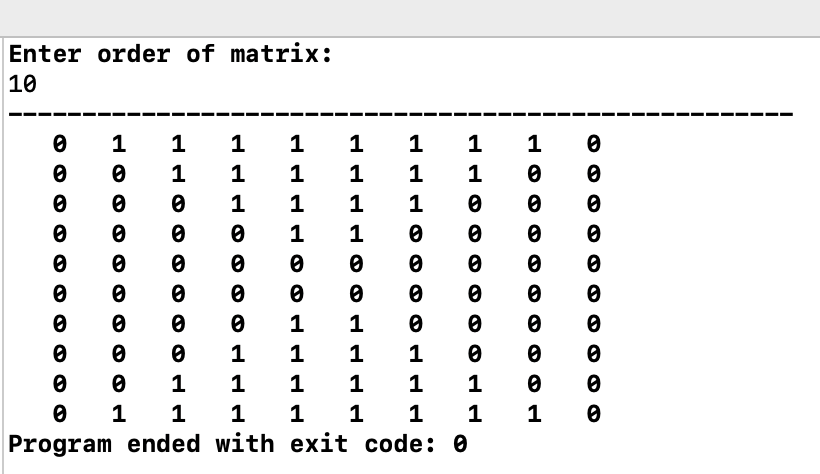 Enter order of matrix:
10
-----------------------------------------------------
0 1 1 1 1 1 1 1 1 0
0 0 1 1 1 1 1 1 0 0
0 0 0 1 1 1 1 0 0 0
0 0 0 0 1 1 0 0 0 0
0 0 0 0 0 0 0 0 0 0
0 0 0 0 0 0 0 0 0 0
0 0 0 0 1 1 0 0 0 0
0 0 0 1 1 1 1 0 0 0
0 0 1 1 1 1 1 1 0 0
0 1 1 1 1 1 1 1 1 0
Program ended with exit code: 0